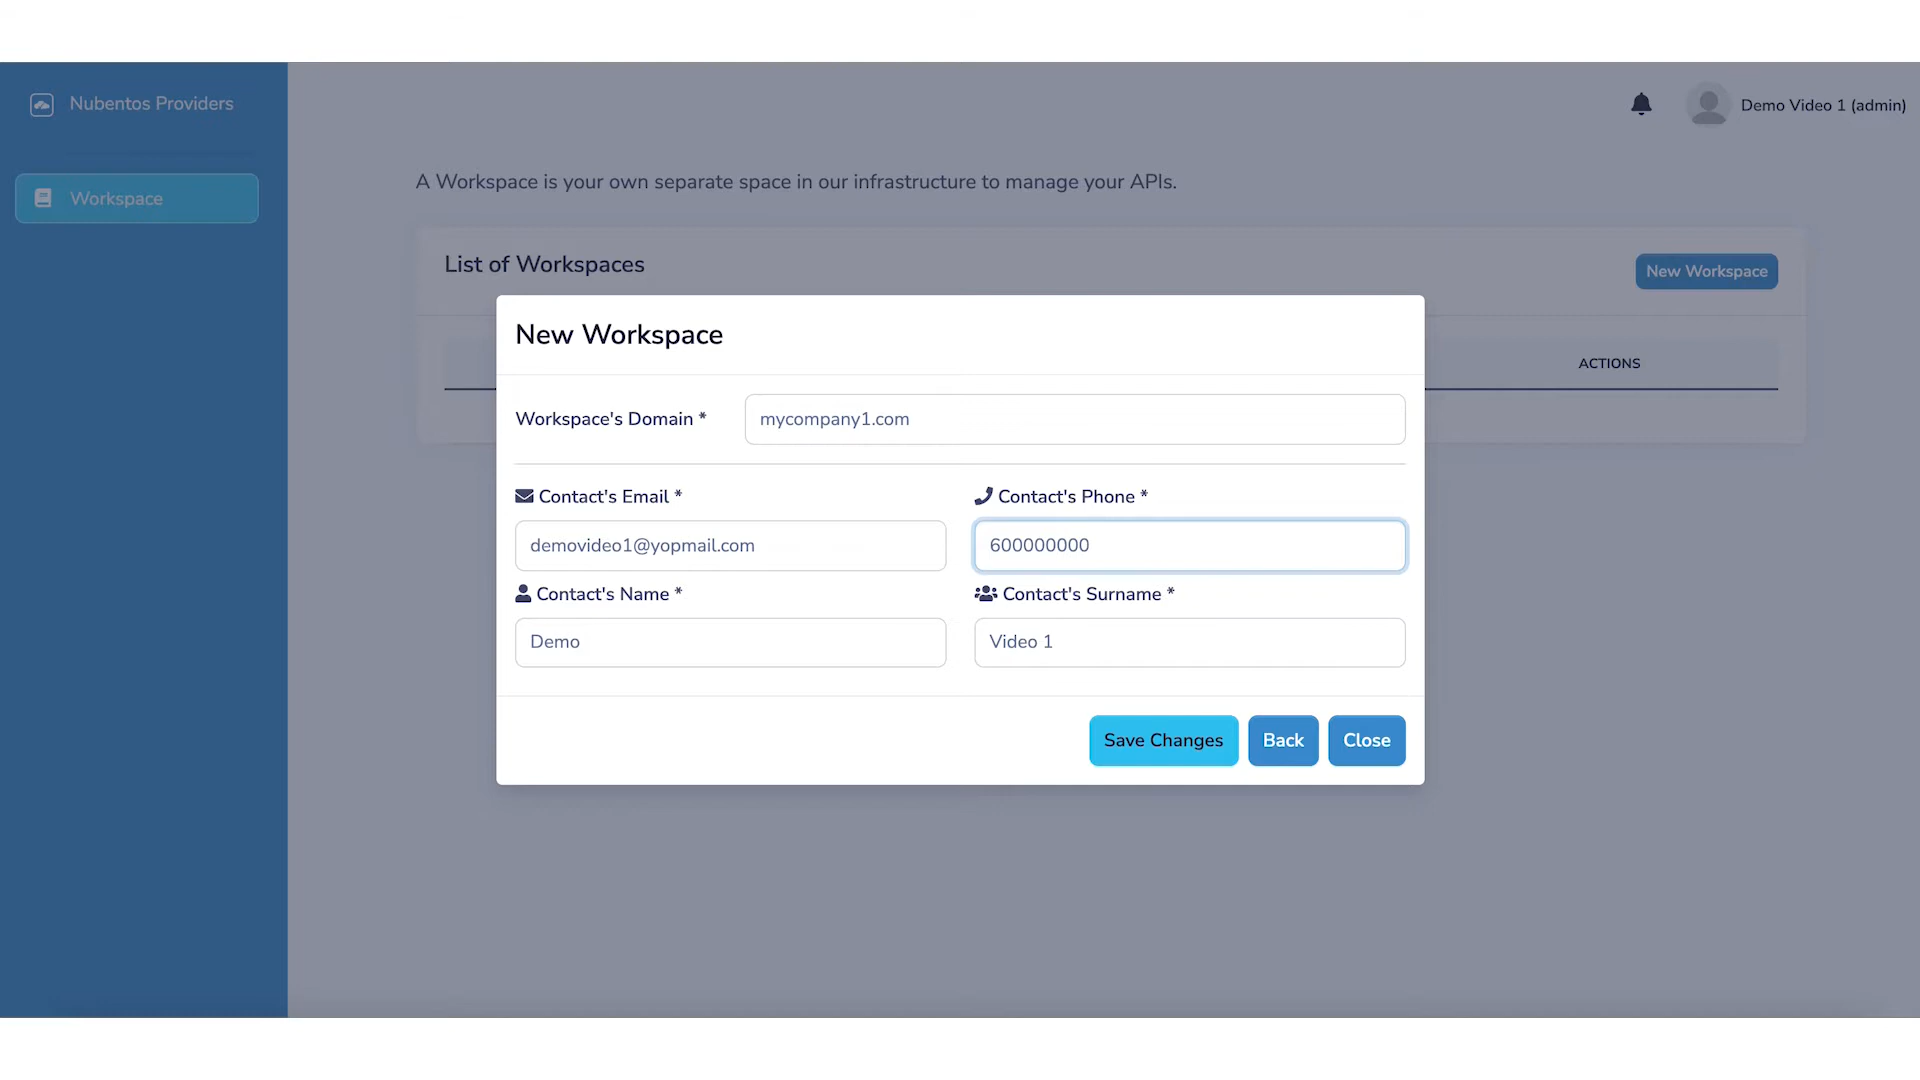 Nubentos Providers
Demo Video 1 (admin)
Workspace
A Workspace is your own separate space in our infrastructure to manage your APIs.
List of Workspaces
New Workspace
ACTIONS
New Workspace
Workspace's Domain *
mycompany1.com
Contact's Email *
Contact's Phone *
demovideo1@yopmail.com
600000000
Contact's Name *
Contact's Surname *
Demo
Video 1
Save Changes
Back
Close